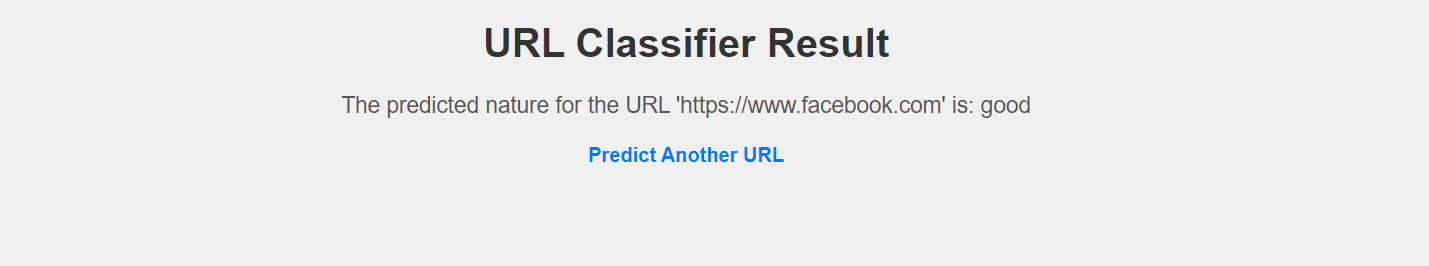 URL Classifier Result
The predicted nature for the URL 'https://www.facebook.com' is: good
Predict Another URL